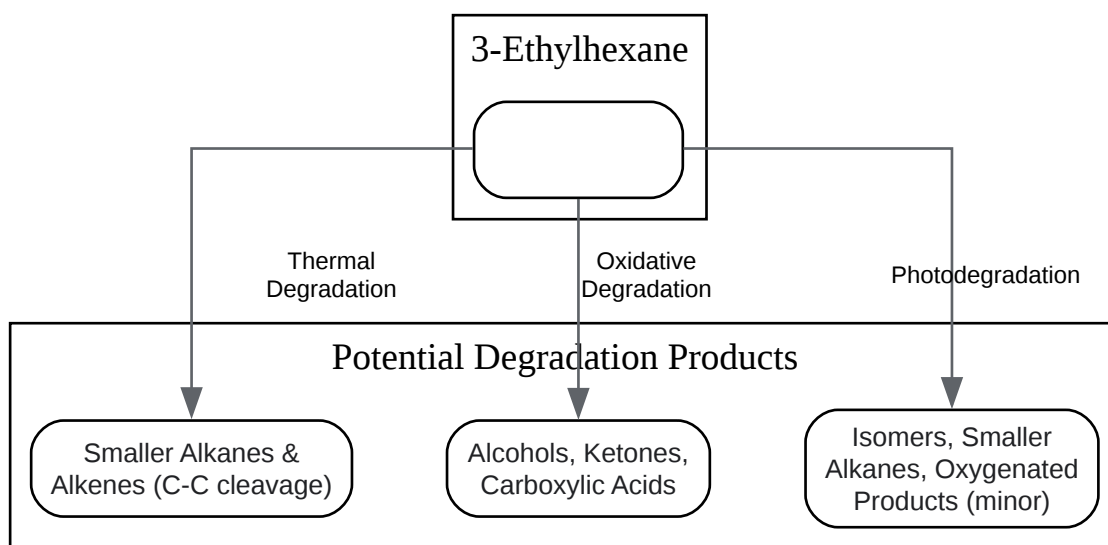 3-Ethylhexane
Thermal
Degradation
Oxidative
Degradation
Photodegradation
Potential Degradation Products
Smaller Alkanes &
Alkenes (C-C cleavage)
Alcohols, Ketones,
Carboxylic Acids
Isomers, Smaller
Alkanes, Oxygenated
Products (minor)